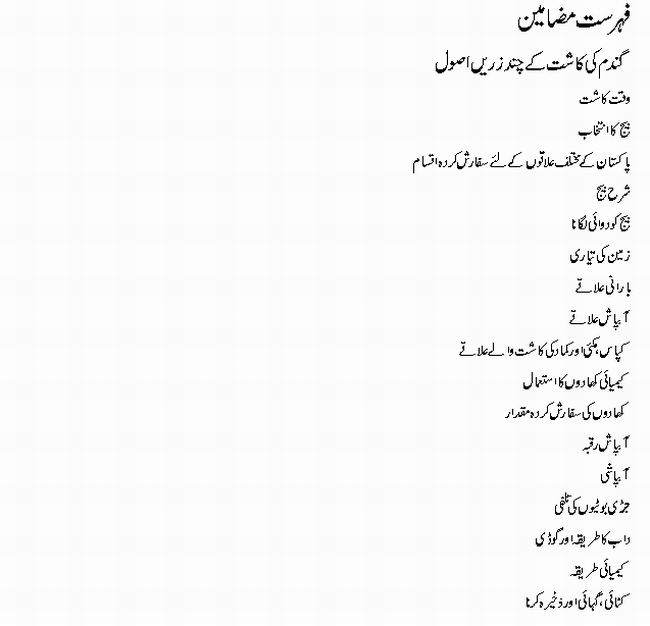 فہرست مضامین
گندم کی کاشت کے چند زریں اصول
وقت کاشت
بیج کا انتخاب
پاکستان کے مختلف علاقوں کے لئے سفارش کردہ اقسام
شرح بیج
بیج کو دوائی لگانا
زمین کی تیاری
بارانی علاقے
آبپاش علاقے
کپاس، مکئی اور کماد کی کاشت والے علاقے
کیمیائی کھادوں کا استعمال
کھادوں کی سفارش کردہ مقدار
آبپاش رقبہ
آبپاشی
جڑی بوٹیوں کی تلفی
داب کا طریقہ اور گوڈی
کیمیائی طریقہ
کٹائی، گہائی اور ذخیرہ کرنا